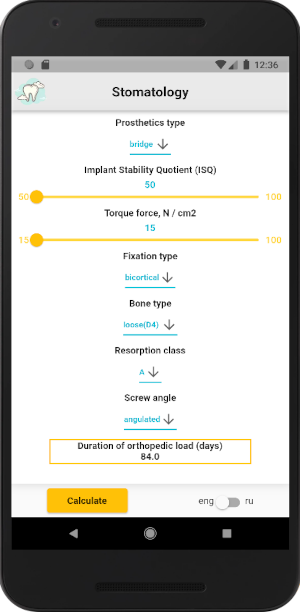 12:36
Stomatology
Prosthetics type
bridge
Implant Stability Quotient (ISQ)
50
50 100
Torque force, N / cm2
15
15 100
Fixation type
bicortical
Bone type
loose(D4)
Resorption class
A
Screw angle
angulated
Duration of orthopedic load (days)
84.0
Calculate eng ru